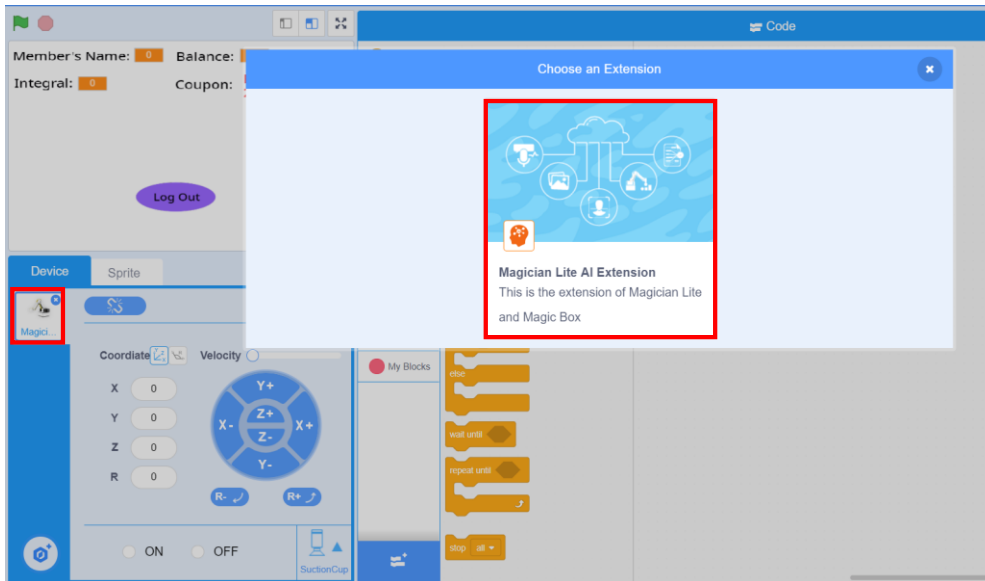 Code
Member's Name: 0 Balance:
Integral: 0 Coupon:
Log Out
Choose an Extension
Magician Lite AI Extension
This is the extension of Magician Lite
and Magic Box
Device Sprite
Magici...
Coordiate Velocity
X 0
Y 0
Z 0
R 0
Y+
X- Z+ X+
Z-
Y-
R- R+
ON OFF
SuctionCup
My Blocks
else
wait until
repeat until
stop all